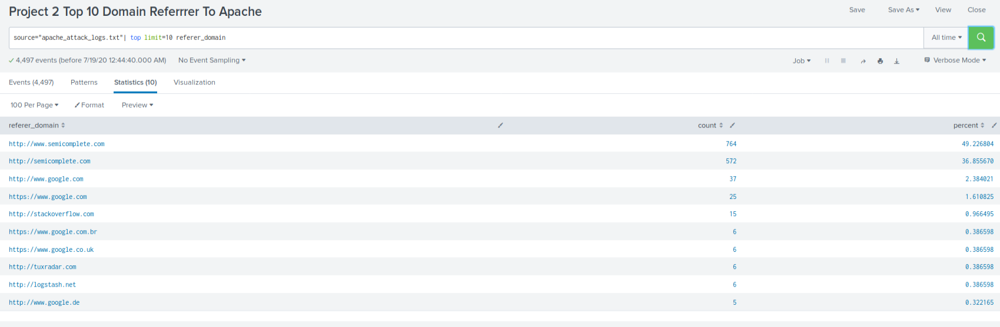 Project 2 Top 10 Domain Referrrer To Apache
Save Save As View Close
source="apache_attack_logs.txt"| top limit=10 referer_domain
All time
4,497 events (before 7/19/20 12:44:40.000 AM) No Event Sampling
Job Verbose Mode
Events (4,497) Patterns Statistics (10) Visualization
100 Per Page Format Preview
referer_domain count percent
http://www.semicomplete.com 764 49.226804
http://semicomplete.com 572 36.855670
http://www.google.com 37 2.384021
https://www.google.com 25 1.610825
http://stackoverflow.com 15 0.966495
https://www.google.com.br 6 0.386598
https://www.google.co.uk 6 0.386598
http://tuxradar.com 6 0.386598
http://logstash.net 6 0.386598
http://www.google.de 5 0.322165